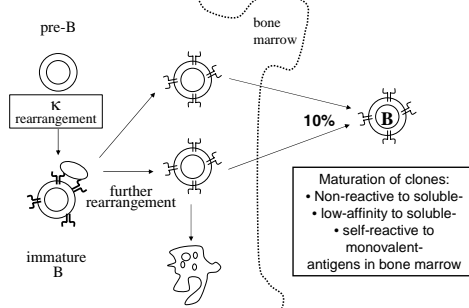 pre-B
bone
marrow
κ
rearrangement
10%
B
further
rearrangement
immature
B
Maturation of clones:
• Non-reactive to soluble-
• low-affinity to soluble-
• self-reactive to
monovalent-
antigens in bone marrow